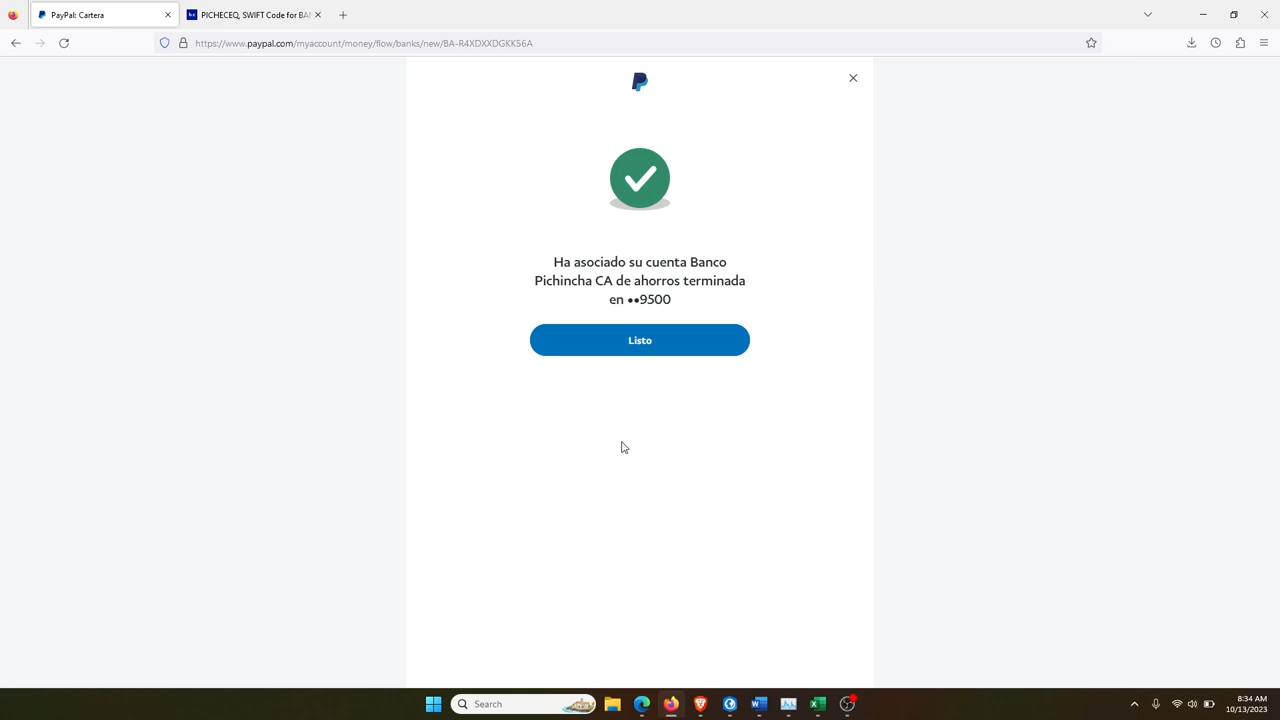 PayPal: Cartera
PICHECEQ, SWIFT Code for BAN
https://www.paypal.com/myaccount/money/flow/banks/new/BA-R4XDXXDGKK56A
Ha asociado su cuenta Banco
Pichincha CA de ahorros terminada
en ••9500
Listo
Search
8:34 AM
10/13/2023